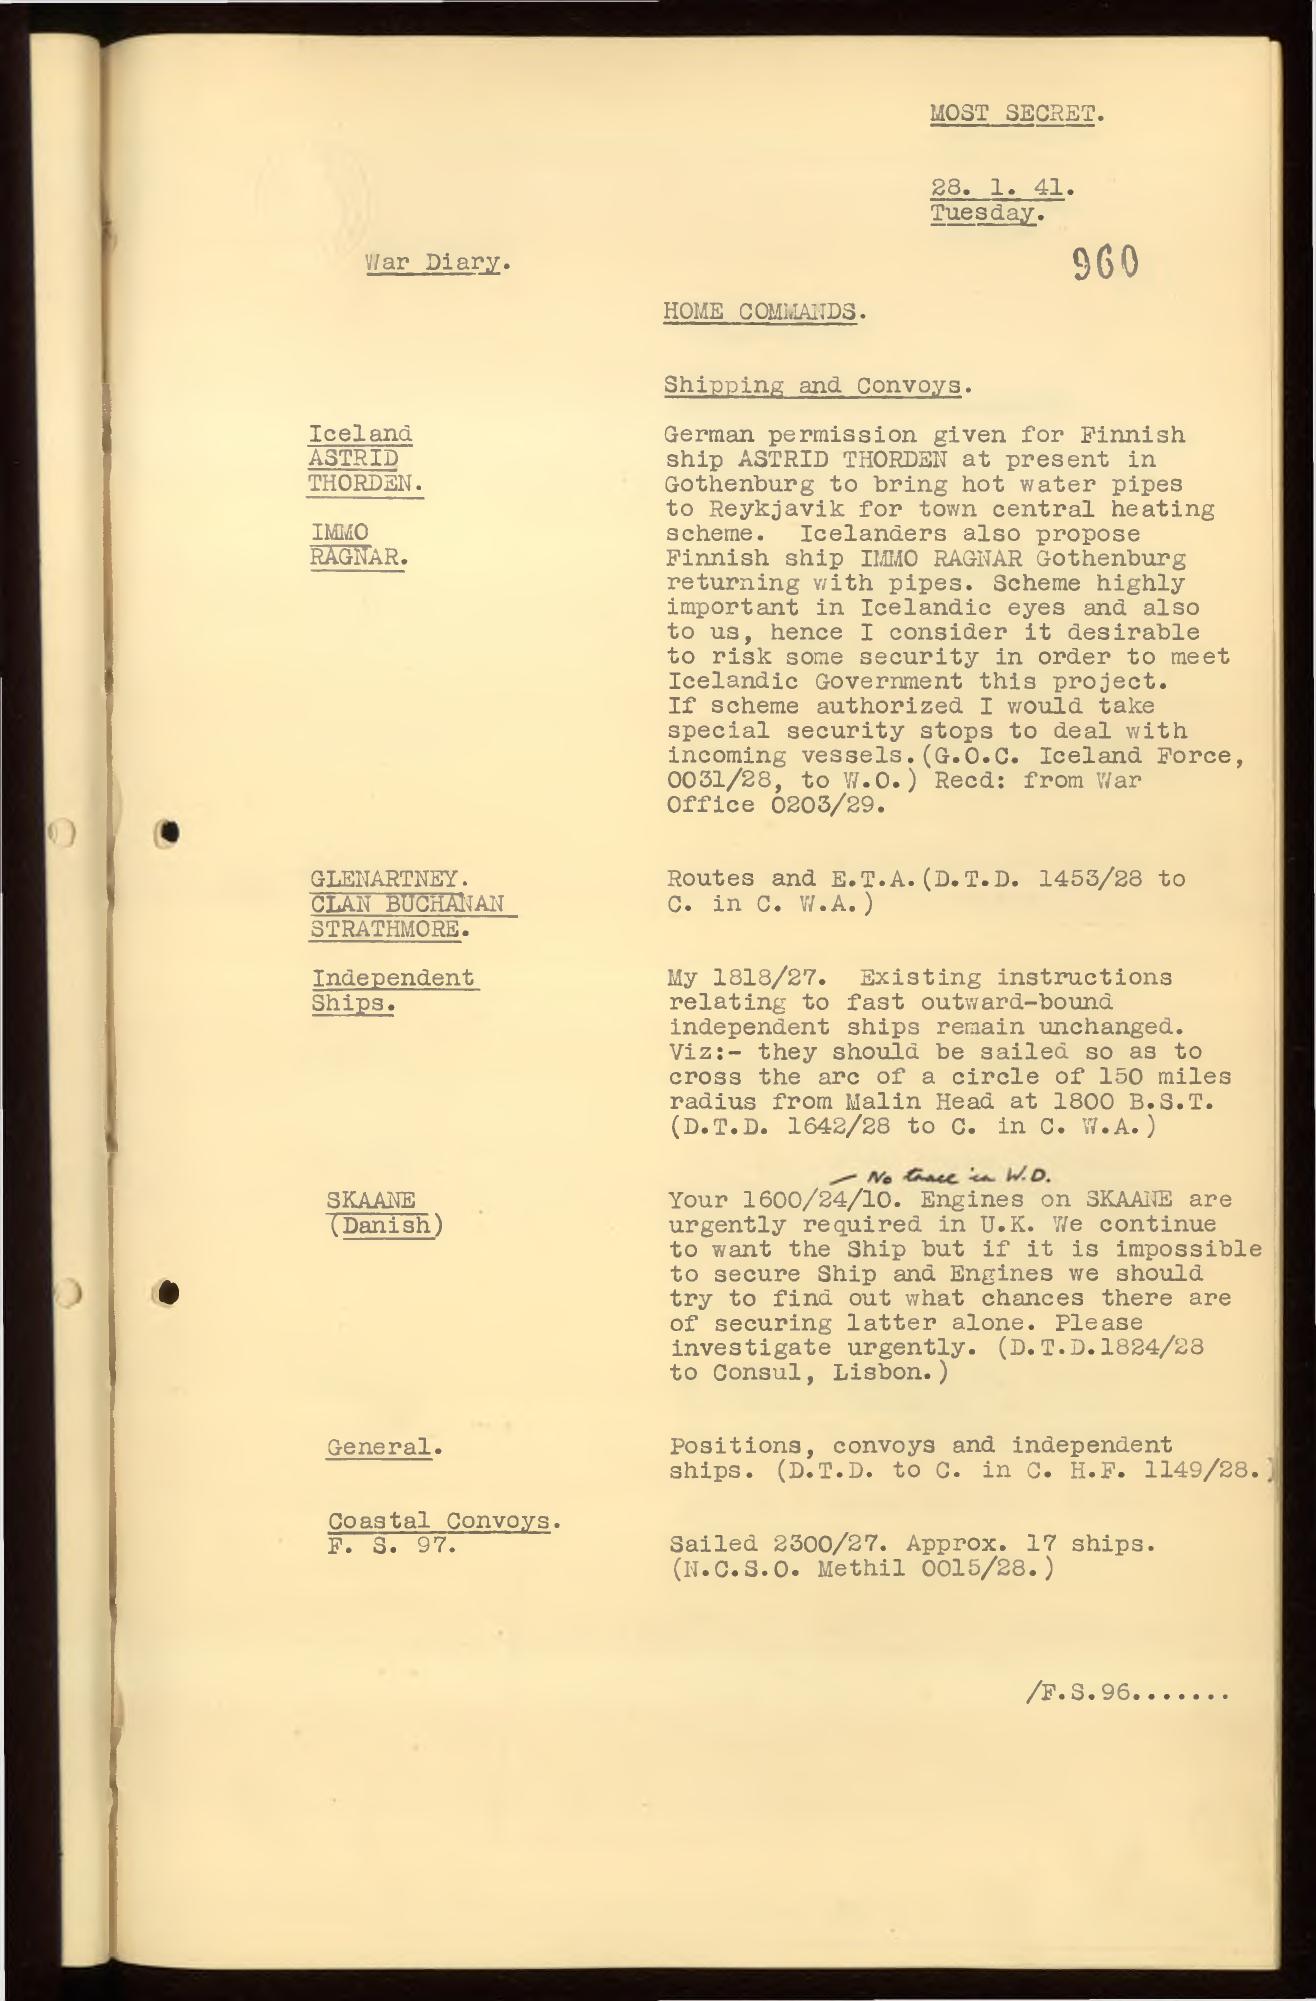 MOST SECRET.
28. 1. 41.
Tuesday.
960
War Diary.
HOME COMMANDS.
Shipping and Convoys.
Iceland
ASTRID
THORDEN.
IMMO
RAGNAR.
German permission given for Finnish
ship ASTRID THORDEN at present in
Gothenburg to bring hot water pipes
to Reykjavik for town central heating
scheme. Icelanders also propose
Finnish ship IMMO RAGNAR Gothenburg
returning with pipes. Scheme highly
important in Icelandic eyes and also
to us, hence I consider it desirable
to risk some security in order to meet
Icelandic Government this project.
If scheme authorized I would take
special security stops to deal with
incoming vessels.(G.O.C. Iceland Force,
0031/28, to W.O.) Recd: from War
Office 0203/29.
GLENARTNEY.
CLAN BUCHANAN
STRATHMORE.
Routes and E.T.A.(D.T.D. 1453/28 to
C. in C. W.A.)
Independent
Ships.
My 1818/27. Existing instructions
relating to fast outward-bound
independent ships remain unchanged.
Viz:- they should be sailed so as to
cross the arc of a circle of 150 miles
radius from Malin Head at 1800 B.S.T.
(D.T.D. 1642/28 to C. in C. W.A.)
— No trace in W.D.
SKAANE
(Danish)
Your 1600/24/10. Engines on SKAANE are
urgently required in U.K. We continue
to want the Ship but if it is impossible
to secure Ship and Engines we should
try to find out what chances there are
of securing latter alone. Please
investigate urgently. (D.T.D.1824/28
to Consul, Lisbon.)
General.
Positions, convoys and independent
ships. (D.T.D. to C. in C. H.F. 1149/28.)
Coastal Convoys.
F. S. 97.
Sailed 2300/27. Approx. 17 ships.
(N.C.S.O. Methil 0015/28.)
/F.S.96.......